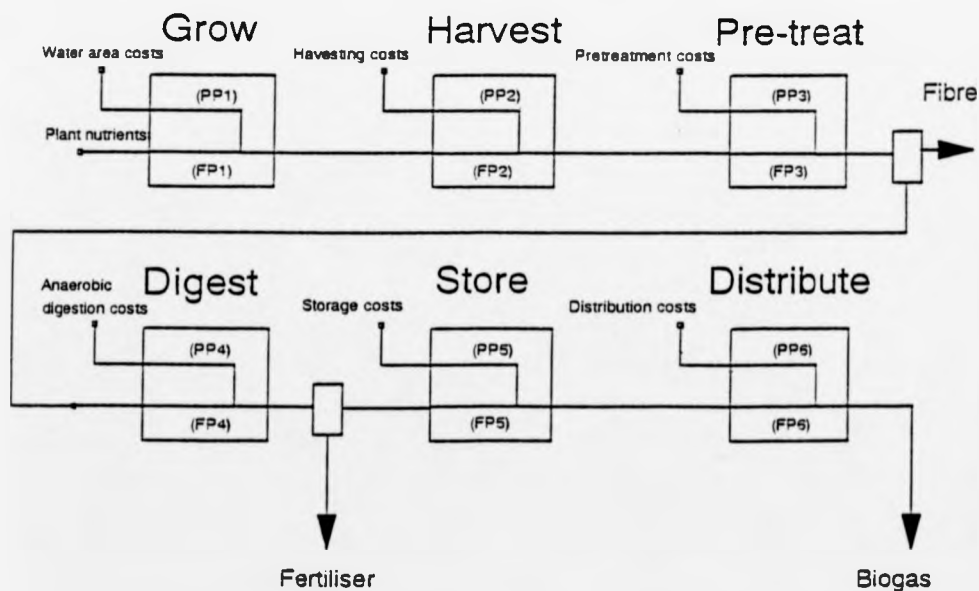 Grow
Harvest
Pre-treat
Water area costs
Havesting costs
Pretreatment costs
Fibre
(PP1)
(PP2)
(PP3)
Plant nutrients
(FP1)
(FP2)
(FP3)
Digest
Store
Distribute
Anaerobic
digestion costs
Storage costs
Distribution costs
(PP4)
(PP5)
(PP6)
(FP4)
(FP5)
(FP6)
Fertiliser
Biogas